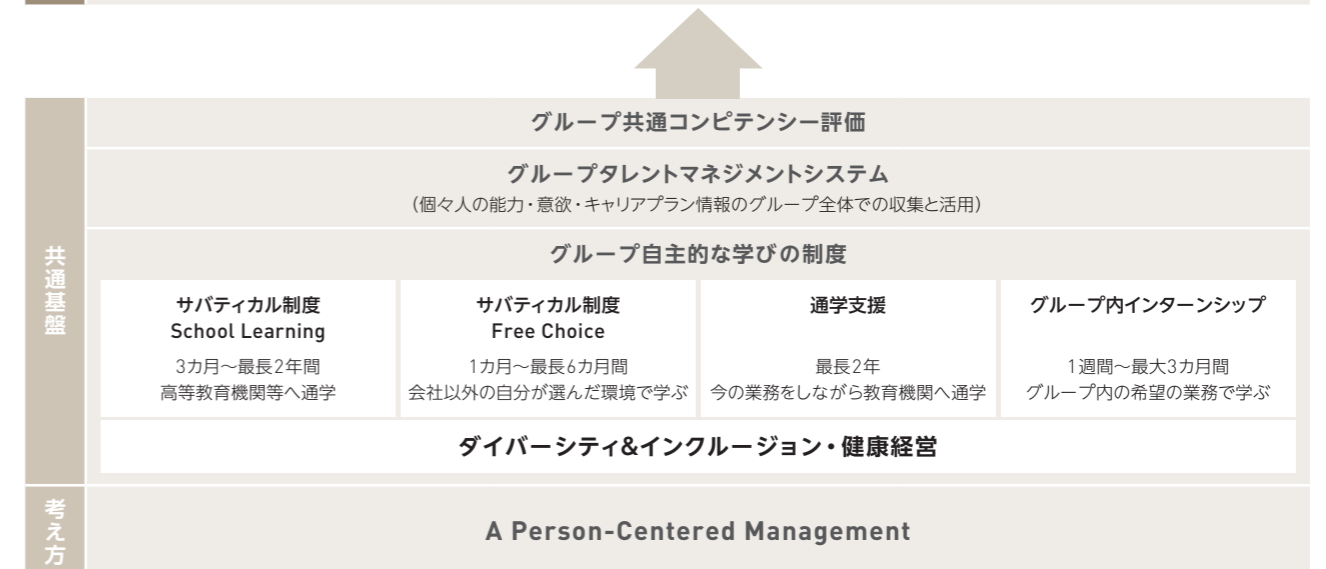 共通基盤
グループ共通コンピテンシー評価
グループタレントマネジメントシステム
(個々人の能力・意欲・キャリアプラン情報のグループ全体での収集と活用)
グループ自主的な学びの制度
サバティカル制度
School Learning
3カ月～最長2年間
高等教育機関等へ通学
サバティカル制度
Free Choice
1カ月～最長6カ月間
会社以外の自分が選んだ環境で学ぶ
通学支援
最長2年
今の業務をしながら教育機関へ通学
グループ内インターンシップ
1週間～最大3カ月間
グループ内の希望の業務で学ぶ
ダイバーシティ&インクルージョン・健康経営
考え方
A Person-Centered Management